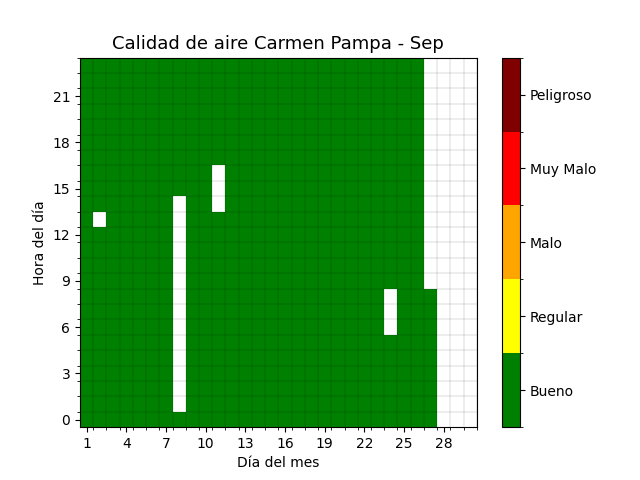 Calidad de aire Carmen Pampa - Sep
Hora del día
21
18
15
12
9
6
3
0
1 4 7 10 13 16 19 22 25 28
Día del mes
Peligroso
Muy Malo
Malo
Regular
Bueno